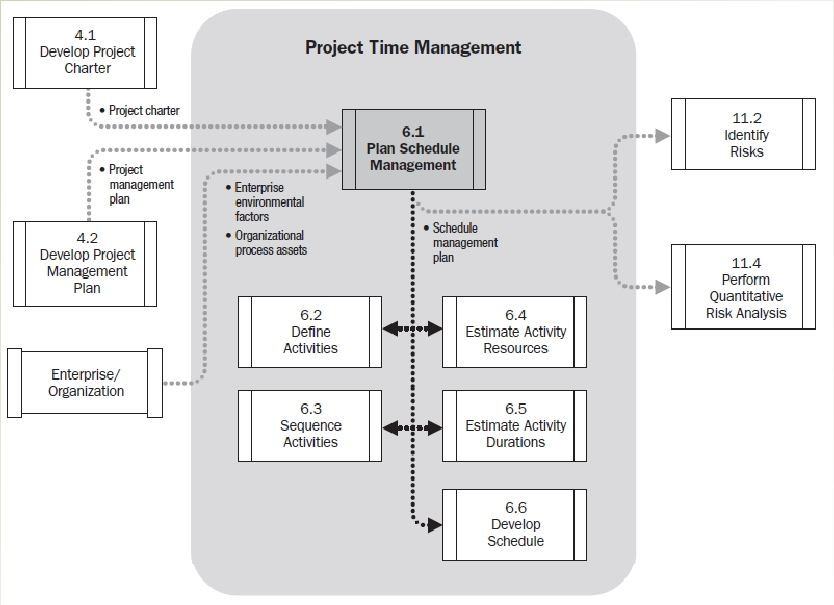 4.1
Develop Project
Charter
Project Time Management
• Project charter
6.1
Plan Schedule
Management
11.2
Identify
Risks
• Project
management
plan
• Enterprise
environmental
factors
• Organizational
process assets
• Schedule
management
plan
4.2
Develop Project
Management
Plan
11.4
Perform
Quantitative
Risk Analysis
6.2
Define
Activities
6.4
Estimate Activity
Resources
Enterprise/
Organization
6.3
Sequence
Activities
6.5
Estimate Activity
Durations
6.6
Develop
Schedule